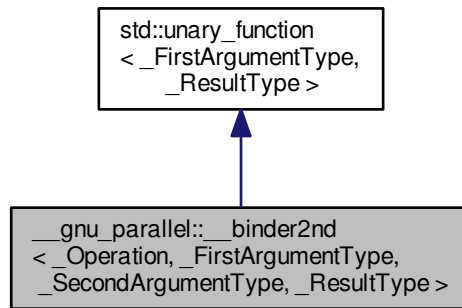 std::unary_function
< _FirstArgumentType,
_ResultType >
__gnu_parallel::__binder2nd
< _Operation, _FirstArgumentType,
_SecondArgumentType, _ResultType >